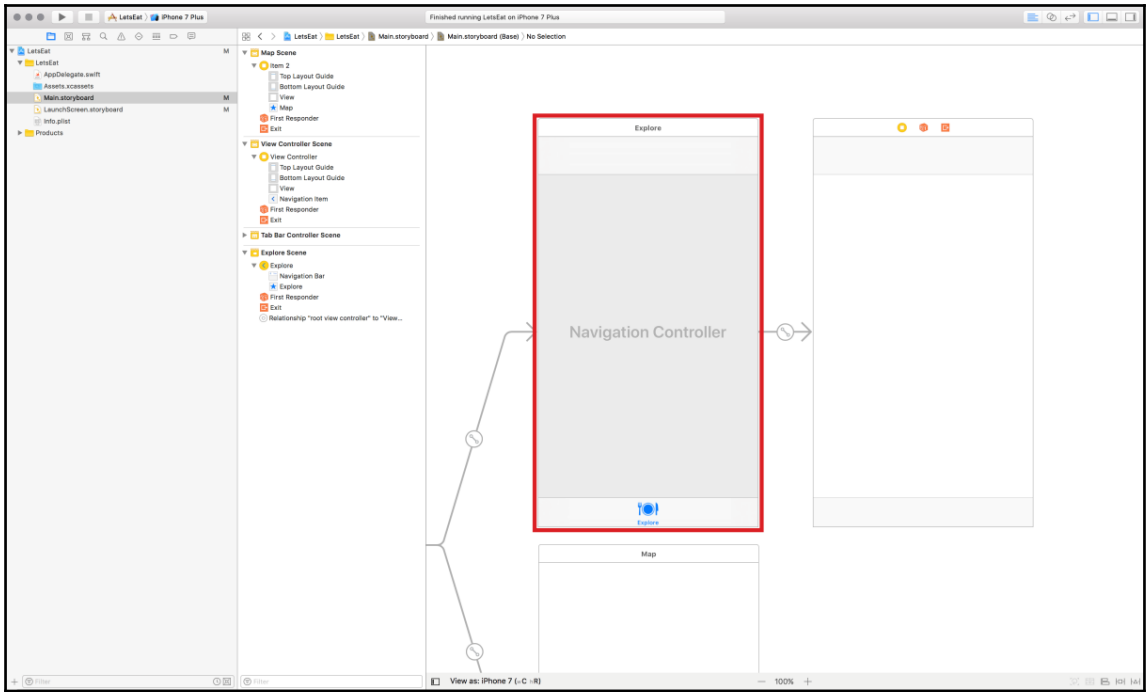 LetsEat 〉 iPhone 7 Plus
Finished running LetsEat on iPhone 7 Plus
LetsEat 〉 LetsEat 〉 Main.storyboard 〉 Main.storyboard (Base) 〉 No Selection
LetsEat M
LetsEat
AppDelegate.swift
Assets.xcassets
Main.storyboard M
LaunchScreen.storyboard M
Info.plist
Products
Map Scene
Item 2
Top Layout Guide
Bottom Layout Guide
View
Map
First Responder
Exit
View Controller Scene
View Controller
Top Layout Guide
Bottom Layout Guide
View
Navigation Item
First Responder
Exit
Tab Bar Controller Scene
Explore Scene
Explore
Navigation Bar
Explore
First Responder
Exit
Relationship "root view controller" to "View...
Explore
Navigation Controller
Explore
Map
Filter
Filter
View as: iPhone 7 (wC hR)
100%